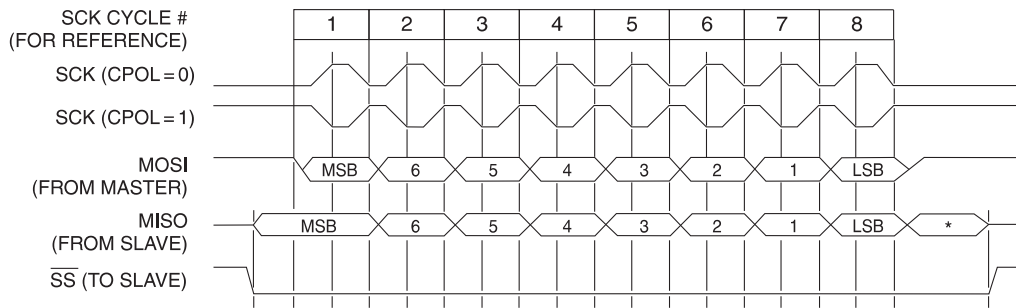 SCK CYCLE #
(FOR REFERENCE)
1 2 3 4 5 6 7 8
SCK (CPOL=0)
SCK (CPOL=1)
MOSI
(FROM MASTER)
MSB 6 5 4 3 2 1 LSB
MISO
(FROM SLAVE)
MSB 6 5 4 3 2 1 LSB *
S̅S̅ (TO SLAVE)